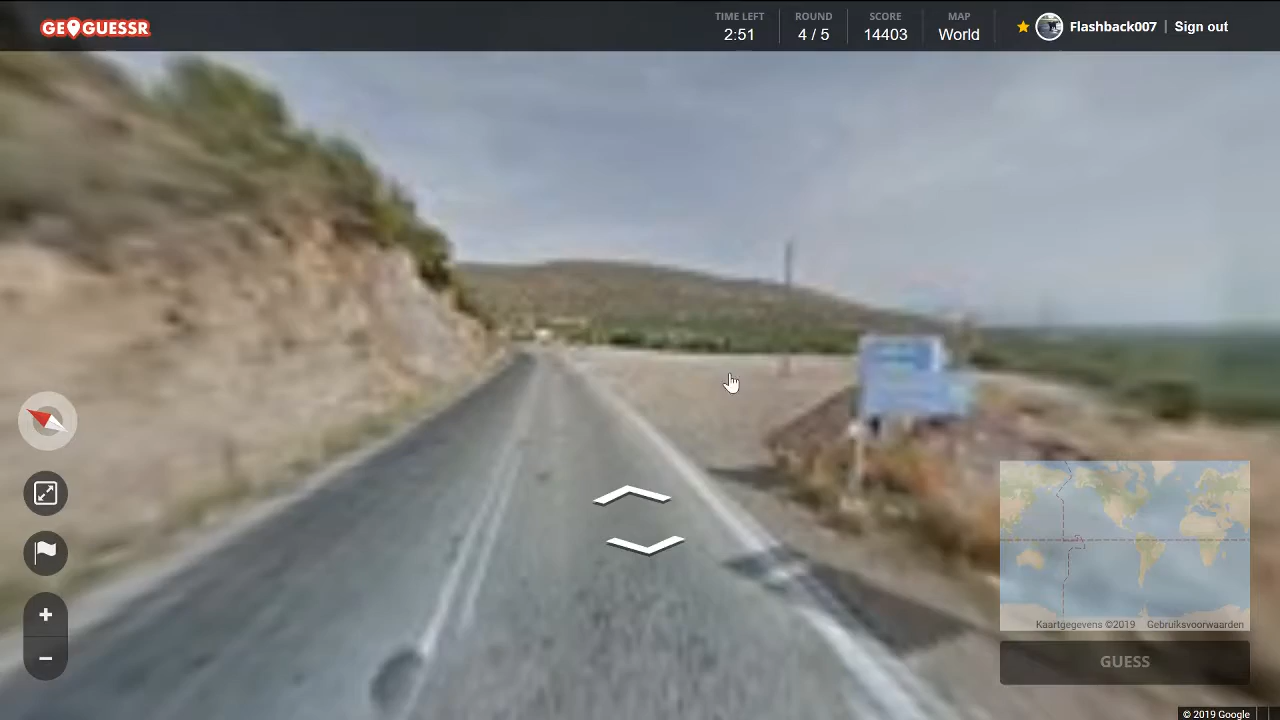 GEOGUESSR
TIME LEFT
2:51
ROUND
4 / 5
SCORE
14403
MAP
World
Flashback007 | Sign out
Kaartgegevens ©2019 Gebruiksvoorwaarden
GUESS
© 2019 Google